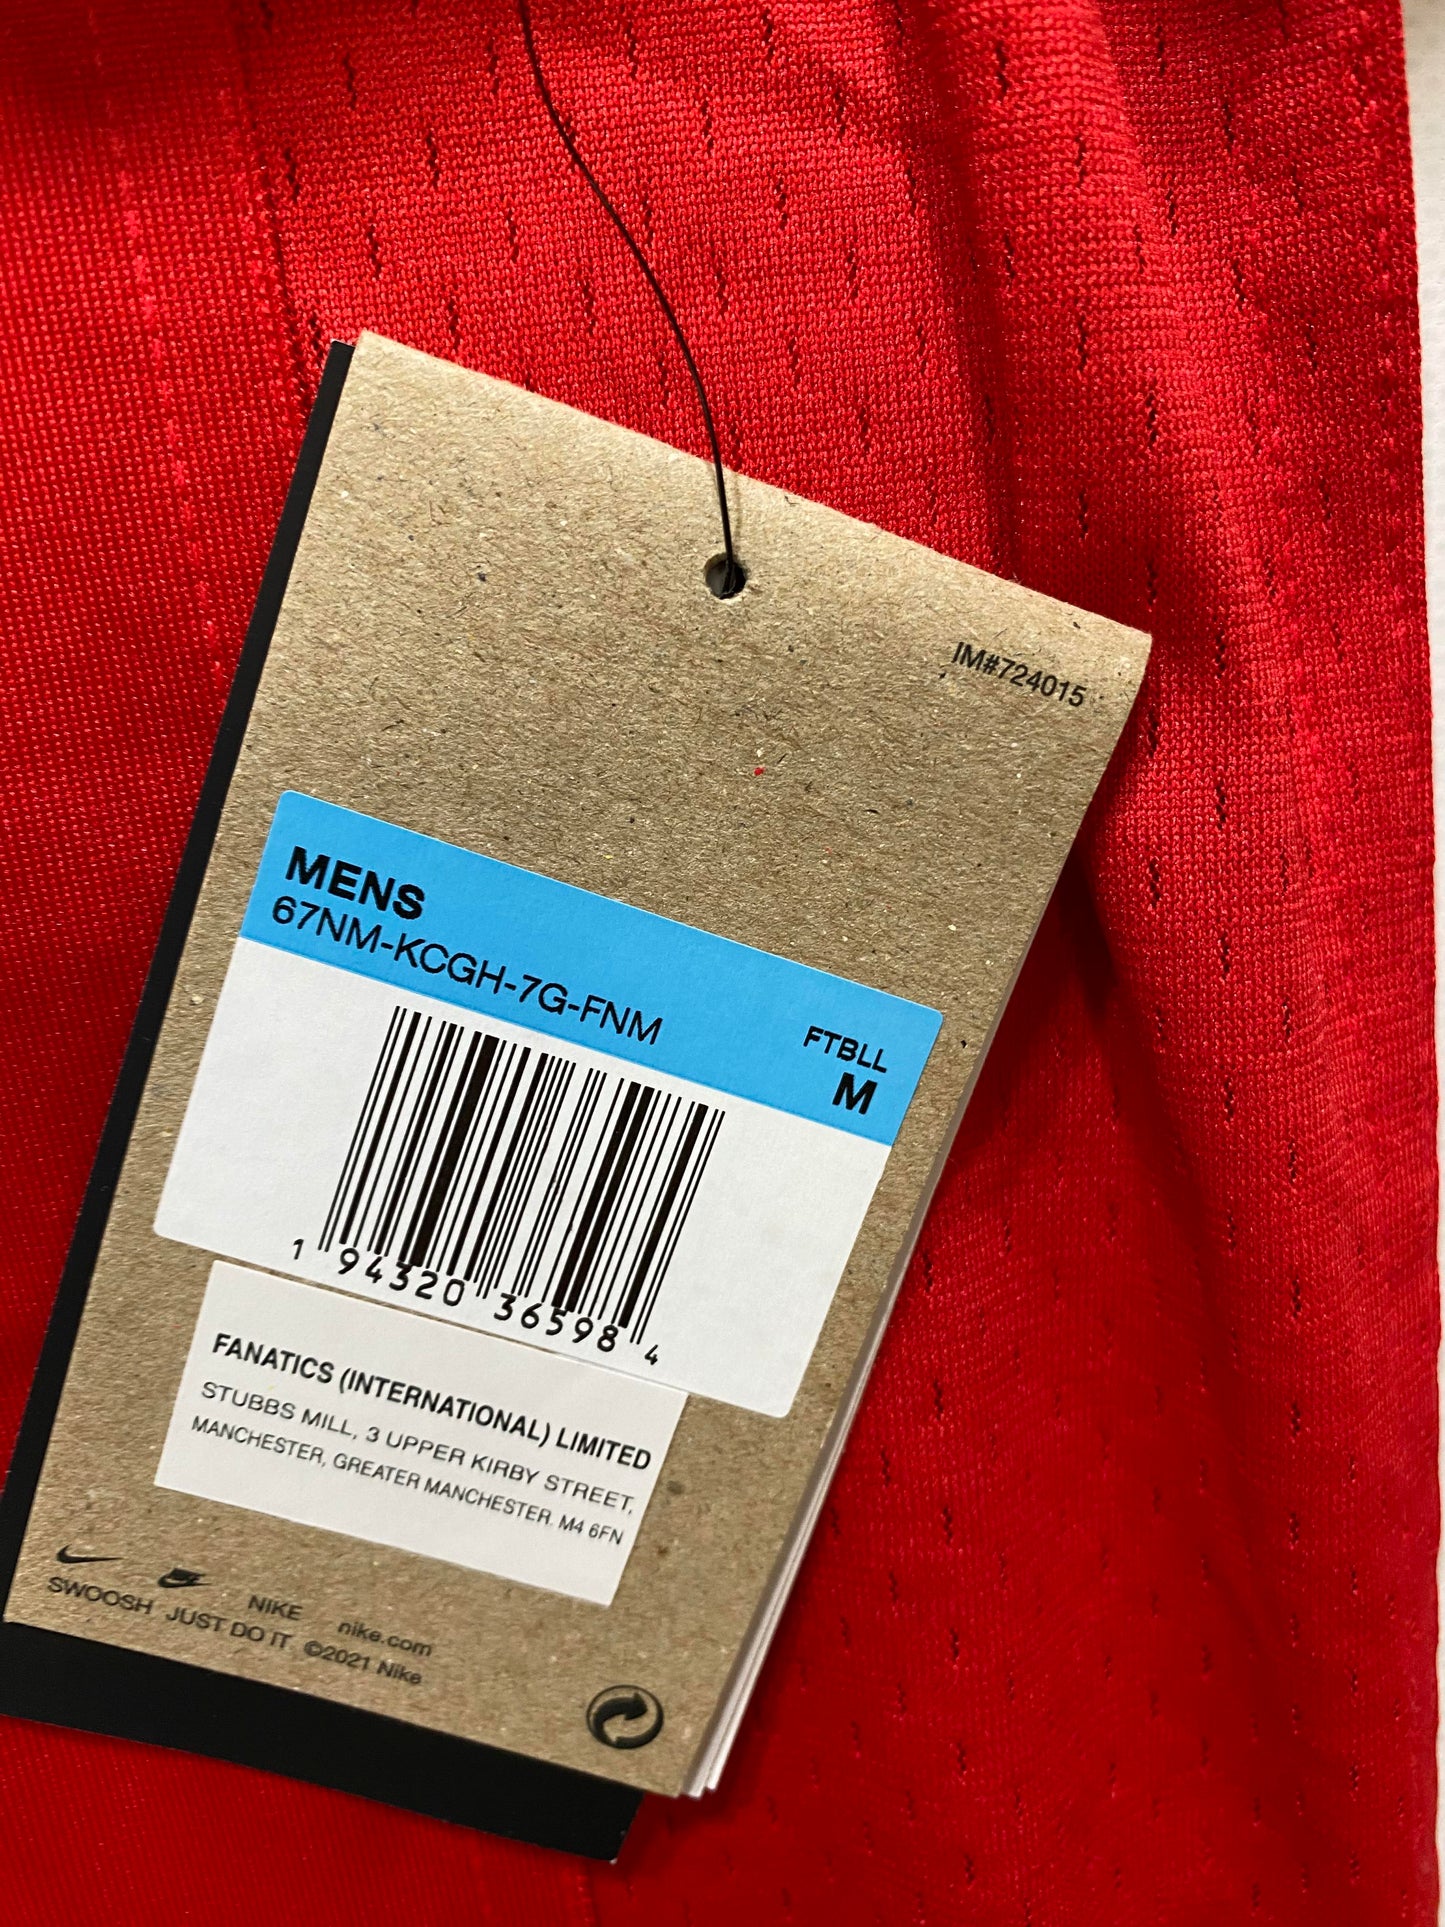 IM#724015
MENS
67NM-KCGH-7G-FNM
FTBLL
M
1 94320 36598 4
FANATICS (INTERNATIONAL) LIMITED
STUBBS MILL, 3 UPPER KIRBY STREET,
MANCHESTER, GREATER MANCHESTER. M4 6FN
NIKE nike.com
SWOOSH JUST DO IT ©2021 Nike